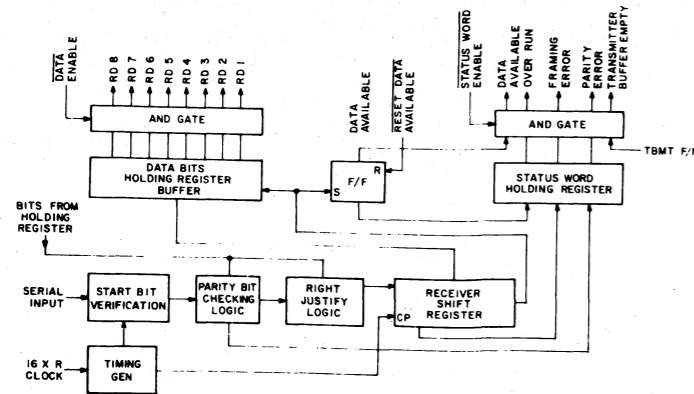 DATA
ENABLE
RD 8
RD 7
RD 6
RD 5
RD 4
RD 3
RD 2
RD 1
DATA
AVAILABLE
RESET DATA
AVAILABLE
STATUS WORD
ENABLE
DATA
AVAILABLE
OVER RUN
FRAMING
ERROR
PARITY
ERROR
TRANSMITTER
BUFFER EMPTY
AND GATE
AND GATE
TBMT F/F
DATA BITS
HOLDING REGISTER
BUFFER
R
F/F
S
STATUS WORD
HOLDING REGISTER
BITS FROM
HOLDING
REGISTER
SERIAL
INPUT
START BIT
VERIFICATION
PARITY BIT
CHECKING
LOGIC
RIGHT
JUSTIFY
LOGIC
RECEIVER
SHIFT
REGISTER
CP
16 X R
CLOCK
TIMING
GEN